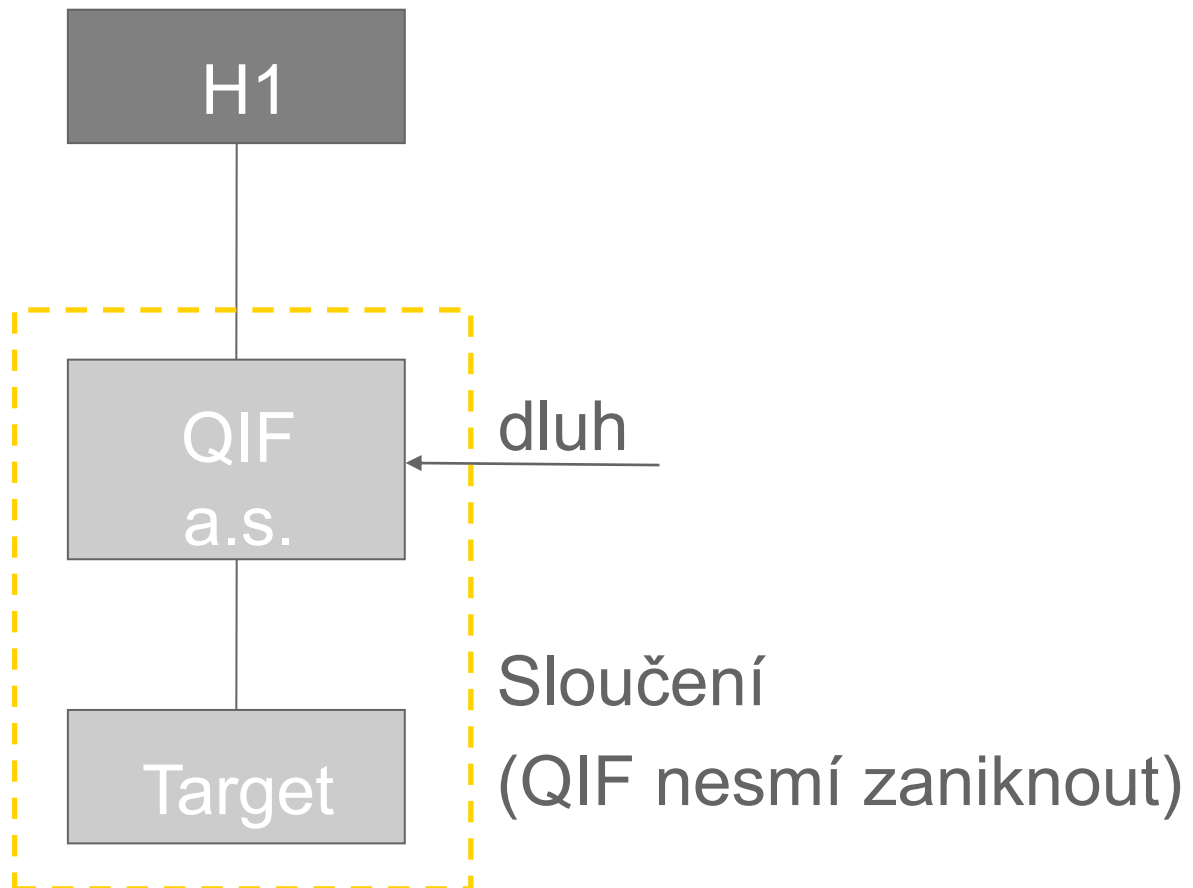 H1
QIF
a.s.
dluh
Sloučení
(QIF nesmí zaniknout)
Target